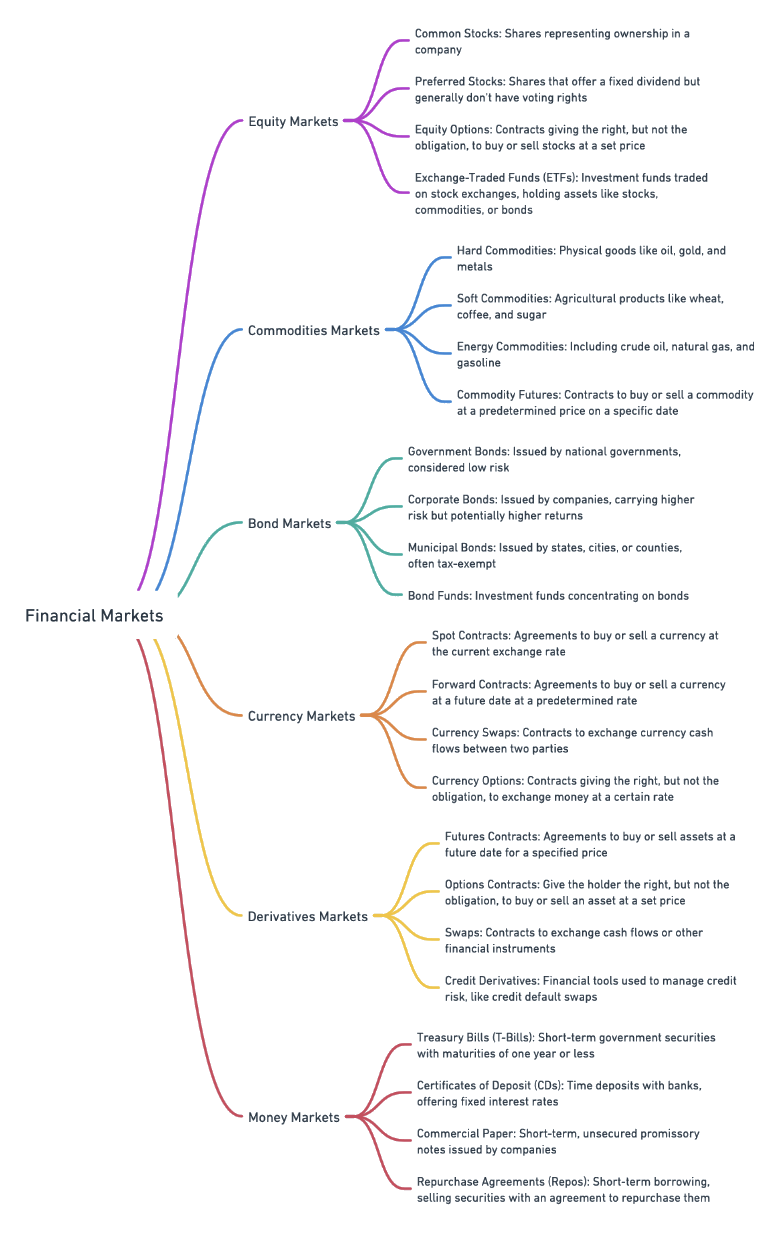 Common Stocks: Shares representing ownership in a
company
Preferred Stocks: Shares that offer a fixed dividend but
generally don't have voting rights
Equity Markets
Equity Options: Contracts giving the right, but not the
obligation, to buy or sell stocks at a set price
Exchange-Traded Funds (ETFs): Investment funds traded
on stock exchanges, holding assets like stocks,
commodities, or bonds
Hard Commodities: Physical goods like oil, gold, and
metals
Soft Commodities: Agricultural products like wheat,
coffee, and sugar
Commodities Markets
Energy Commodities: Including crude oil, natural gas, and
gasoline
Commodity Futures: Contracts to buy or sell a commodity
at a predetermined price on a specific date
Government Bonds: Issued by national governments,
considered low risk
Corporate Bonds: Issued by companies, carrying higher
risk but potentially higher returns
Bond Markets
Municipal Bonds: Issued by states, cities, or counties,
often tax-exempt
Bond Funds: Investment funds concentrating on bonds
Financial Markets
Spot Contracts: Agreements to buy or sell a currency at
the current exchange rate
Forward Contracts: Agreements to buy or sell a currency
at a future date at a predetermined rate
Currency Markets
Currency Swaps: Contracts to exchange currency cash
flows between two parties
Currency Options: Contracts giving the right, but not the
obligation, to exchange money at a certain rate
Futures Contracts: Agreements to buy or sell assets at a
future date for a specified price
Options Contracts: Give the holder the right, but not the
obligation, to buy or sell an asset at a set price
Derivatives Markets
Swaps: Contracts to exchange cash flows or other
financial instruments
Credit Derivatives: Financial tools used to manage credit
risk, like credit default swaps
Treasury Bills (T-Bills): Short-term government securities
with maturities of one year or less
Certificates of Deposit (CDs): Time deposits with banks,
offering fixed interest rates
Money Markets
Commercial Paper: Short-term, unsecured promissory
notes issued by companies
Repurchase Agreements (Repos): Short-term borrowing,
selling securities with an agreement to repurchase them